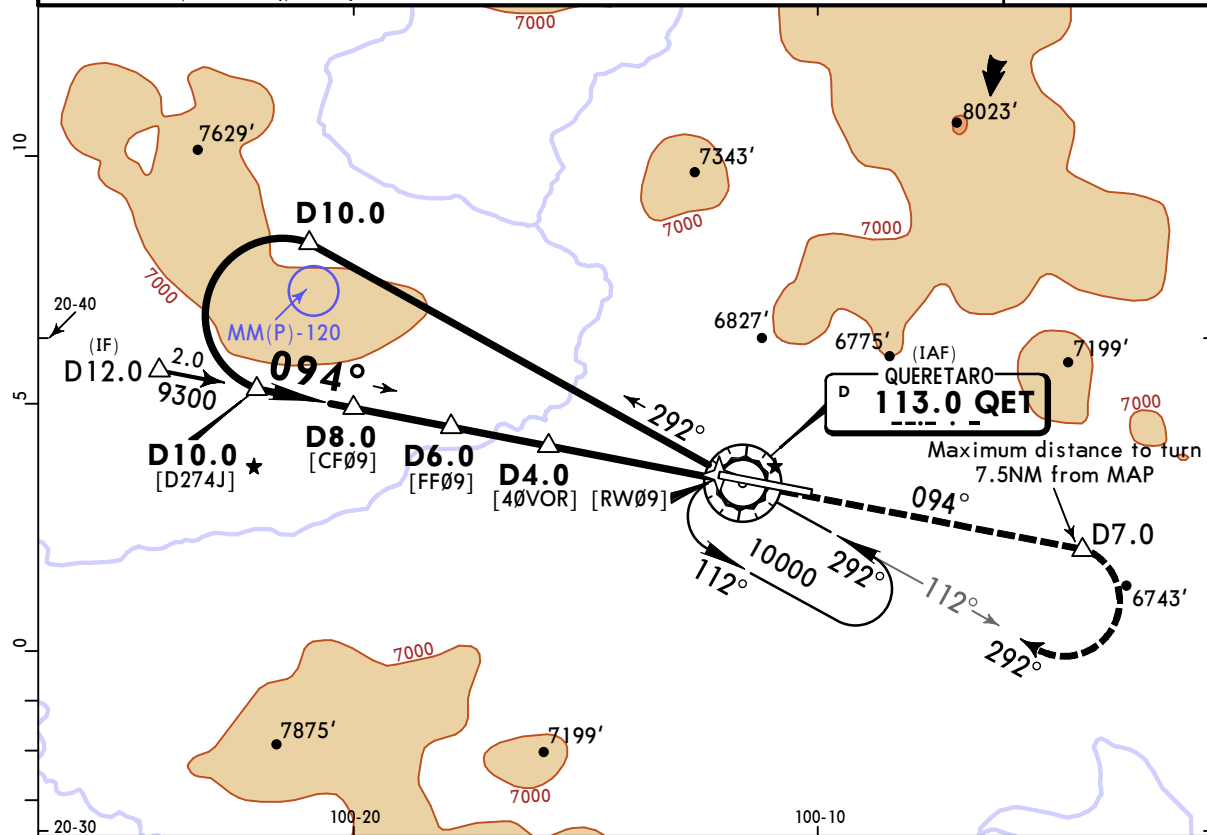 7000
8023'
7629'
10
7343'
7000
7000
D10.0
7000
20-40
MM(P)-120
6827'
6775'
7199'
(IF)
D12.0
2.0
9300
094°
(IAF)
QUERETARO
D 113.0 QET
5
7000
292°
D8.0
[CFØ9]
D10.0
[D274J]
D6.0
[FFØ9]
D4.0
[4ØVOR]
[RWØ9]
Maximum distance to turn
7.5NM from MAP
094°
D7.0
10000
112°
292°
112°
6743'
292°
0
7000
7875'
7199'
7000
20-30
100-20
100-10